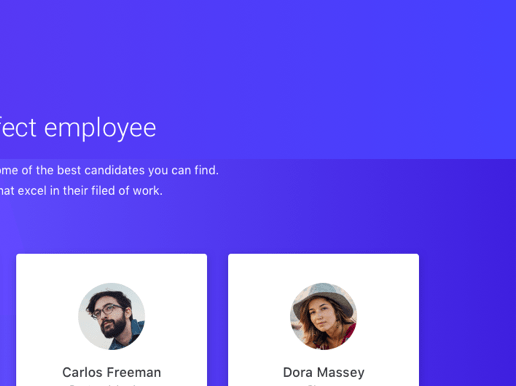 fect employee
ome of the best candidates you can find.
hat excel in their filed of work.
Carlos Freeman
Dora Massey